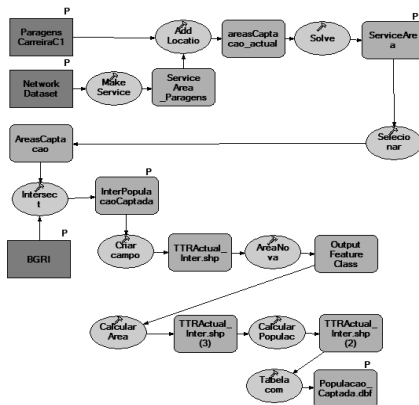 P
Paragens
CarreiraC1
Add
Locatio
areasCapta
cao_actual
Solve
P
ServiceAre
a
P
Network
Dataset
Make
Service
Service
Area
_Paragens
AreasCapta
cao
Selecio
nar
Intersec
t
P
InterPopula
caoCaptada
P
BGRI
Criar
campo
TTRActual_
Inter.shp
AreaNo
va
Output
Feature
Class
Calcular
Area
TTRActual_
Inter.shp
(3)
Calcular
Populac
TTRActual_
Inter.shp
(2)
Tabela
com
P
Populacao_
Captada.dbf